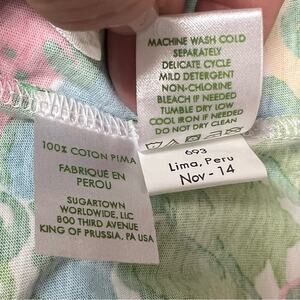 MACHINE WASH COLD
SEPARATELY
DELICATE CYCLE
MILD DETERGENT
NON-CHLORINE
BLEACH IF NEEDED
TUMBLE DRY LOW
COOL IRON IF NEEDED
DO NOT DRY CLEAN
693
Lima, Peru
Nov - 14
100% COTON PIMA
FABRIQUÉ EN
PEROU
SUGARTOWN
WORLDWIDE, LLC
800 THIRD AVENUE
KING OF PRUSSIA, PA USA